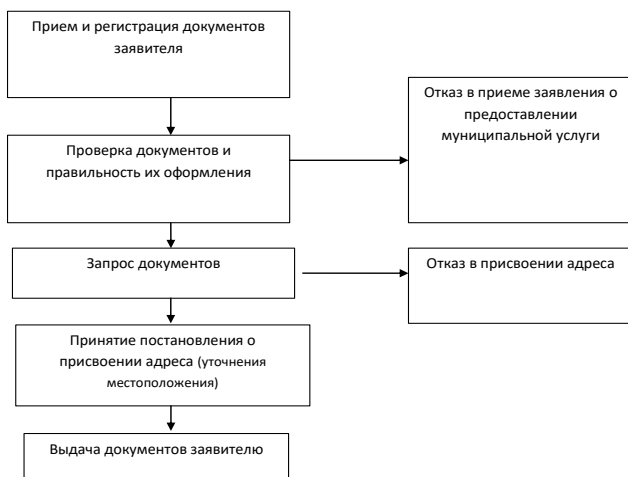 Прием и регистрация документов
заявителя
Отказ в приеме заявления о
предоставлении
муниципальной услуги
Проверка документов и
правильность их оформления
Запрос документов
Отказ в присвоении адреса
Принятие постановления о
присвоении адреса (уточнения
местоположения)
Выдача документов заявителю